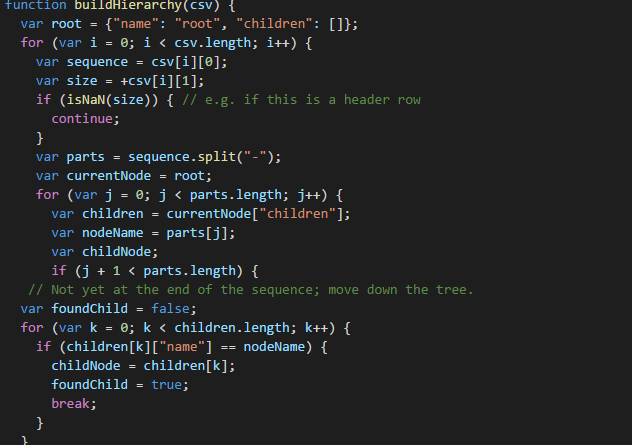 function buildHierarchy(csv) {
  var root = {"name": "root", "children": []};
  for (var i = 0; i < csv.length; i++) {
    var sequence = csv[i][0];
    var size = +csv[i][1];
    if (isNaN(size)) { // e.g. if this is a header row
      continue;
    }
    var parts = sequence.split("-");
    var currentNode = root;
    for (var j = 0; j < parts.length; j++) {
      var children = currentNode["children"];
      var nodeName = parts[j];
      var childNode;
      if (j + 1 < parts.length) {
   // Not yet at the end of the sequence; move down the tree.
  var foundChild = false;
  for (var k = 0; k < children.length; k++) {
    if (children[k]["name"] == nodeName) {
      childNode = children[k];
      foundChild = true;
      break;
    }
  }